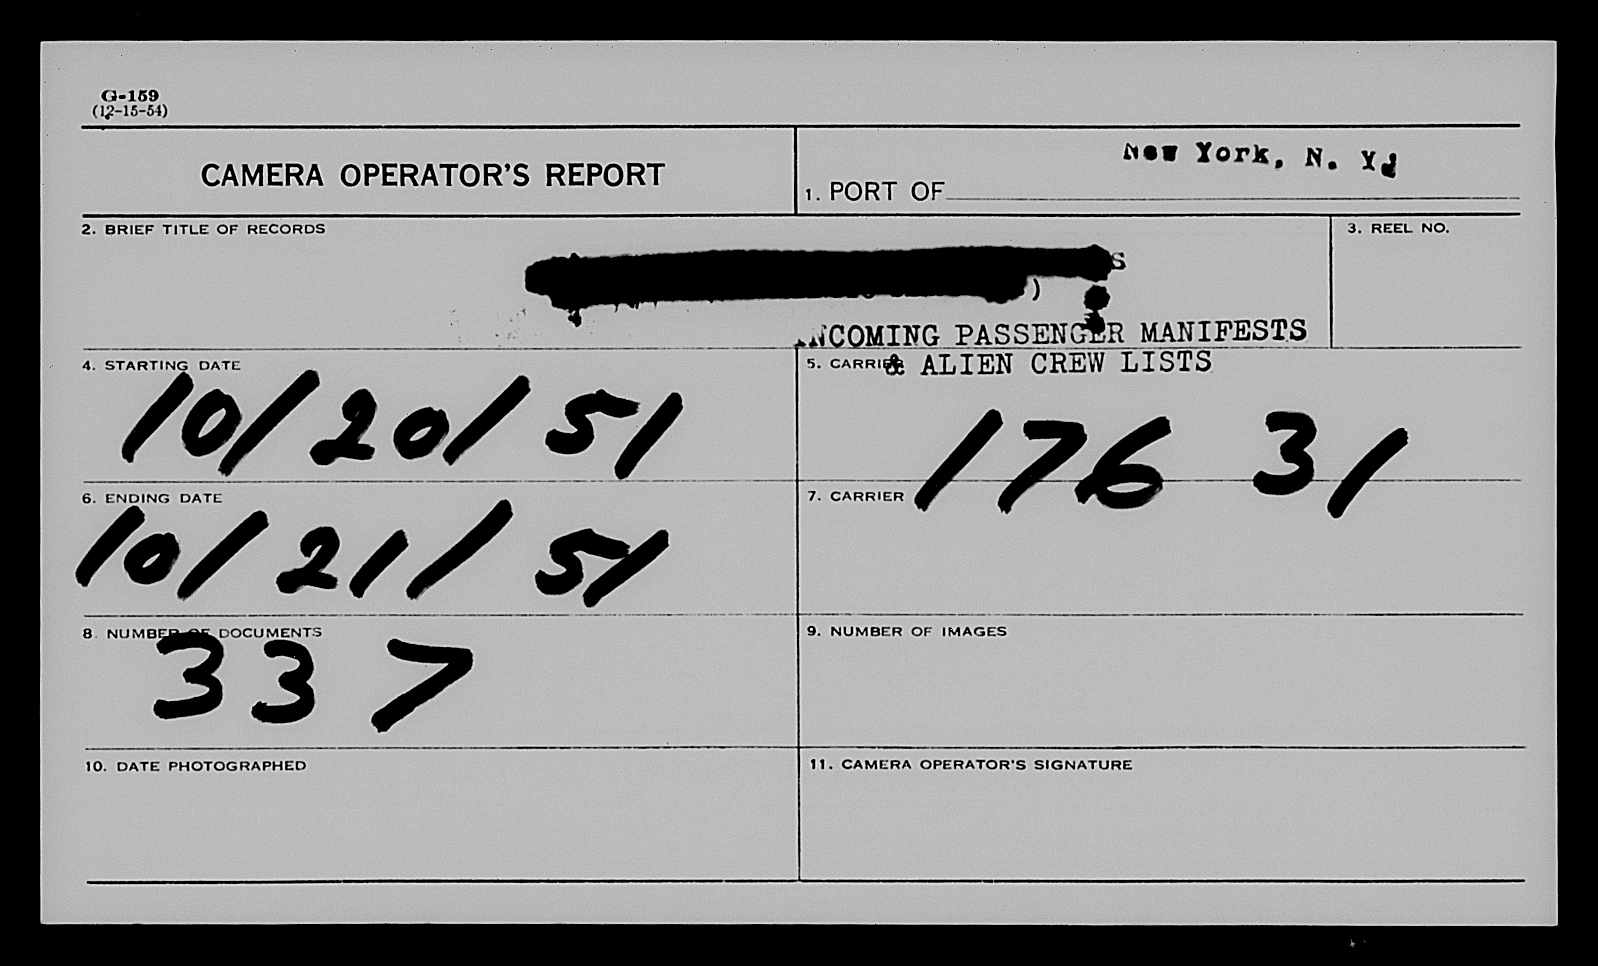 G-159
(12-15-54)
CAMERA OPERATOR'S REPORT
1. PORT OF New York, N. Y.
2. BRIEF TITLE OF RECORDS
3. REEL NO.
INCOMING PASSENGER MANIFESTS
& ALIEN CREW LISTS
4. STARTING DATE
10/20/51
5. CARRIER
17631
6. ENDING DATE
10/21/51
7. CARRIER
8. NUMBER OF DOCUMENTS
337
9. NUMBER OF IMAGES
10. DATE PHOTOGRAPHED
11. CAMERA OPERATOR'S SIGNATURE